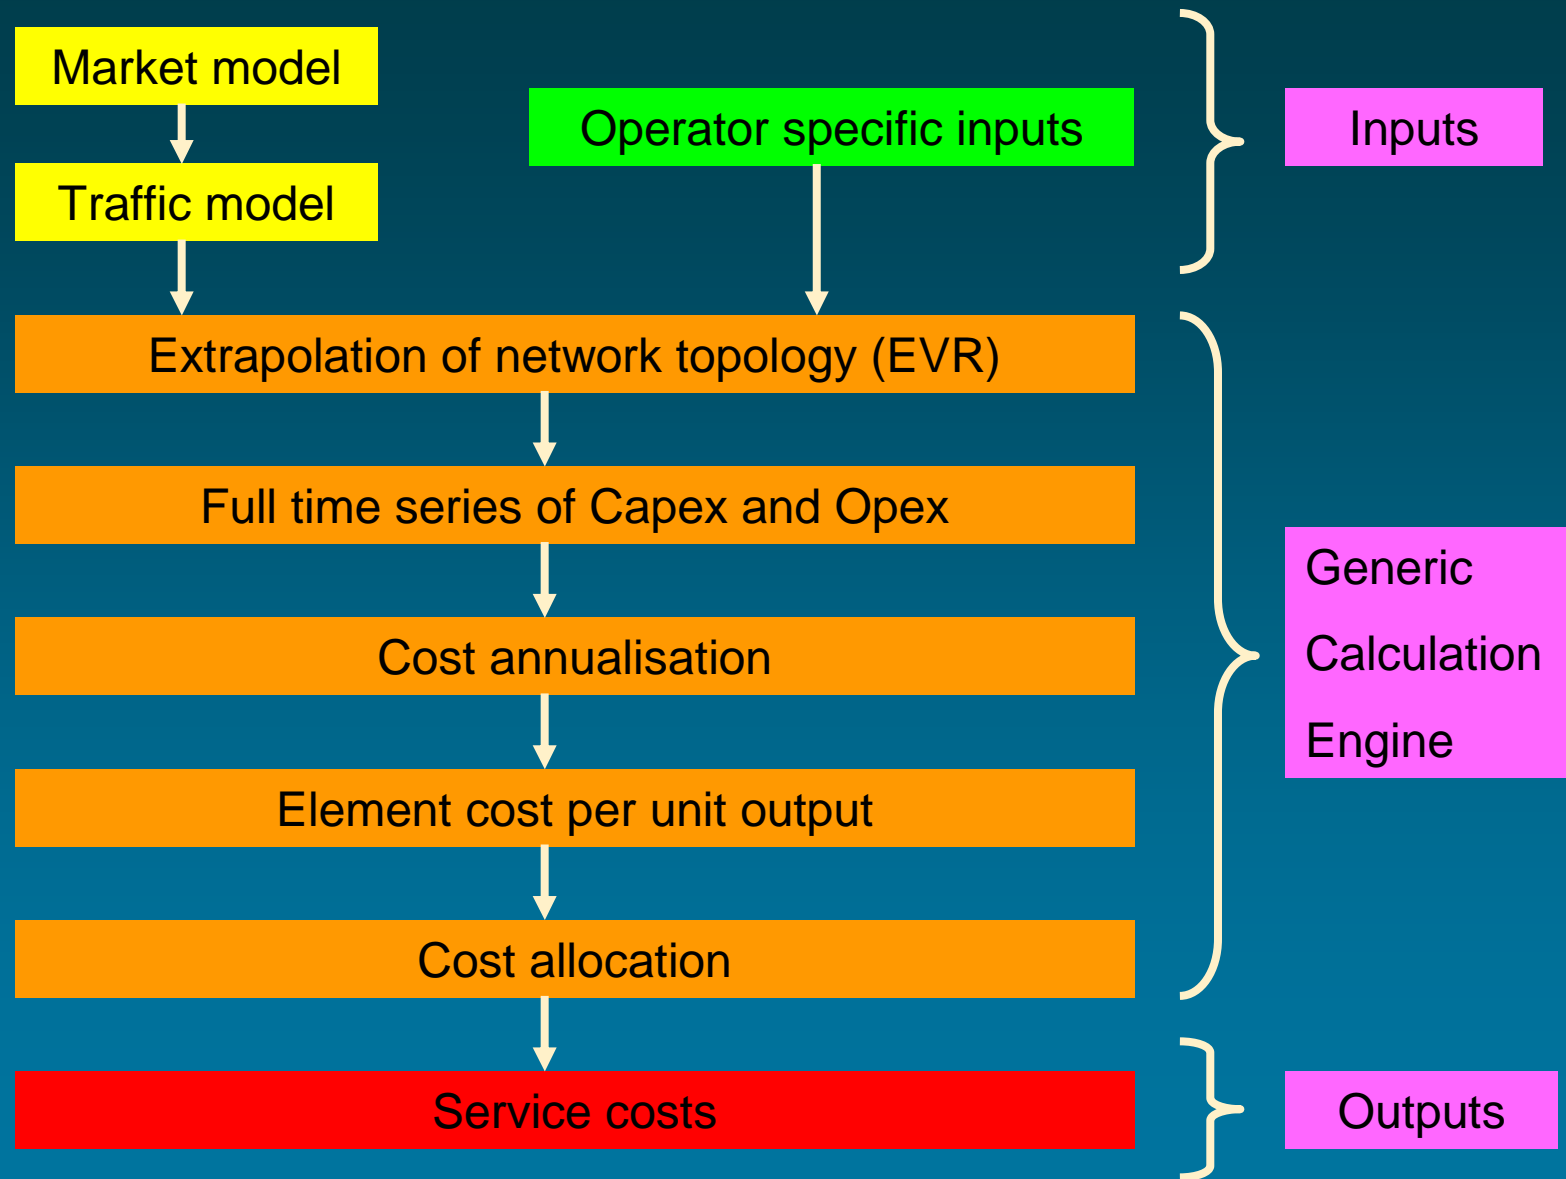 Market model
Operator specific inputs
Inputs
Traffic model
Extrapolation of network topology (EVR)
Full time series of Capex and Opex
Generic
Calculation
Engine
Cost annualisation
Element cost per unit output
Cost allocation
Service costs
Outputs